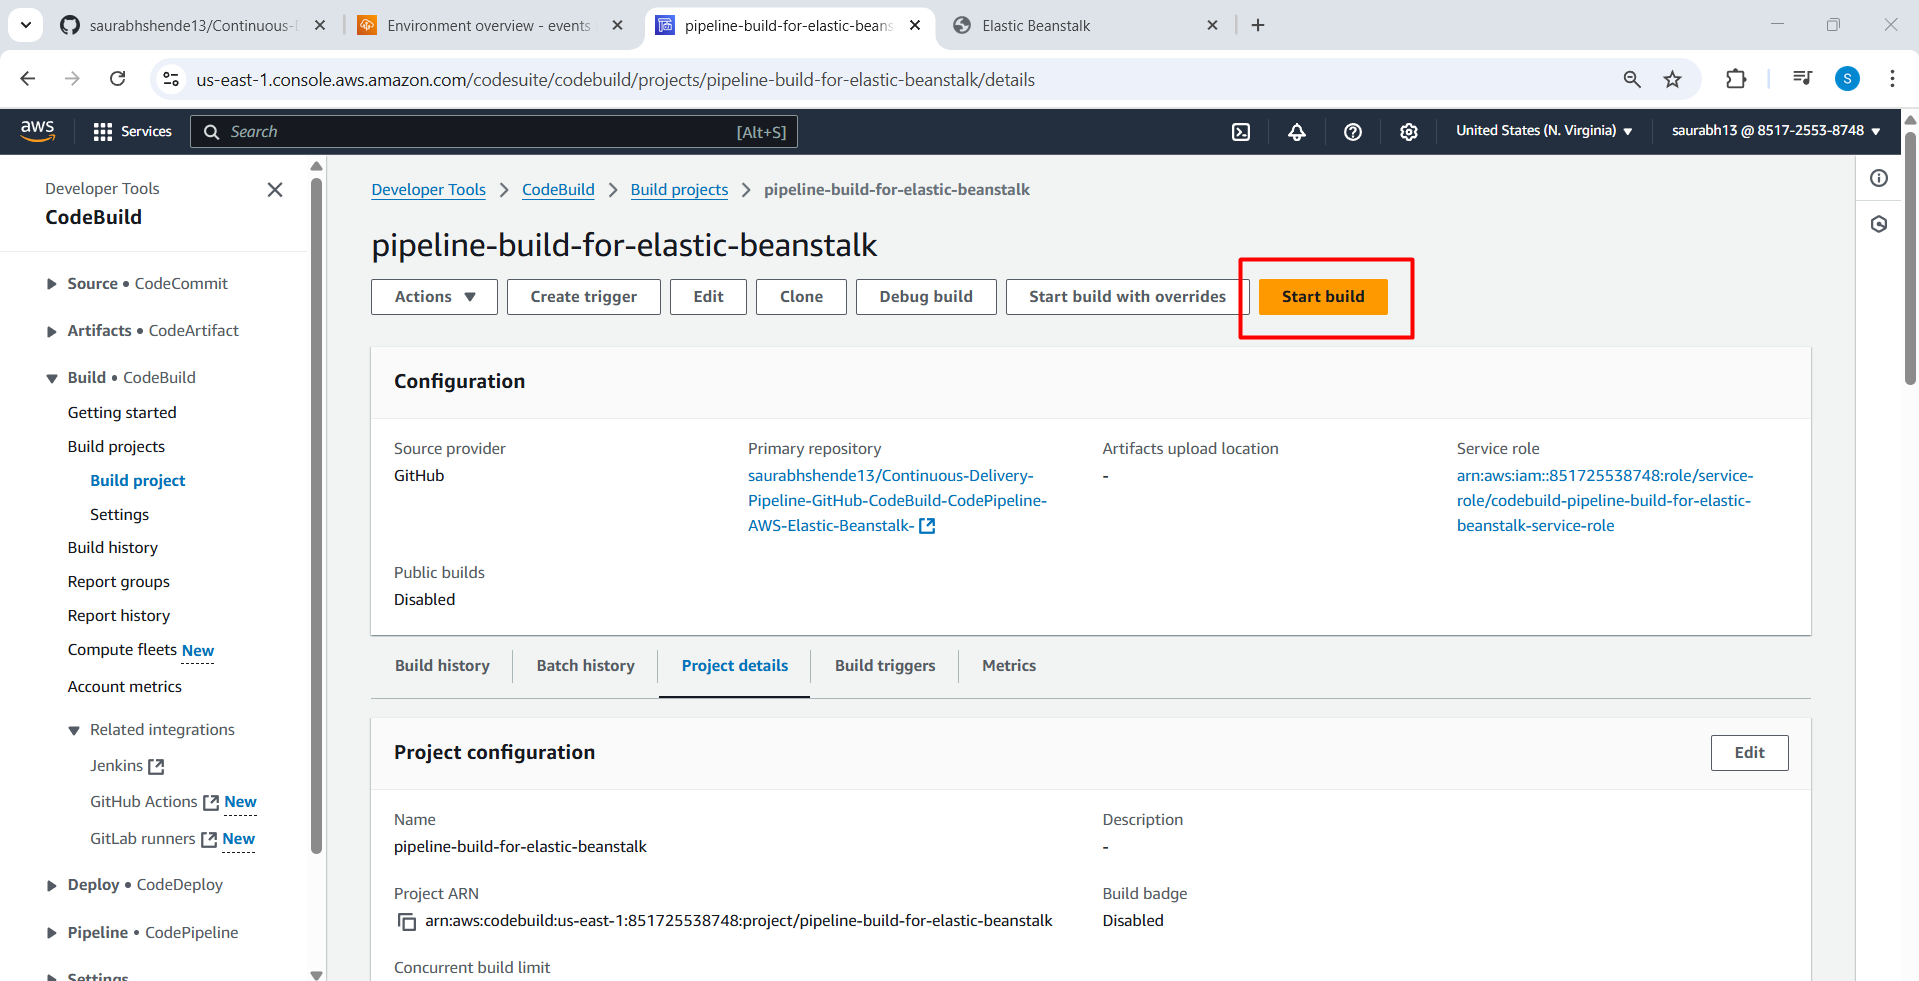 saurabhshende13/Continuous-D
Environment overview - events
pipeline-build-for-elastic-beans
Elastic Beanstalk
us-east-1.console.aws.amazon.com/codesuite/codebuild/projects/pipeline-build-for-elastic-beanstalk/details
S
aws
Services
Search
[Alt+S]
United States (N. Virginia)
saurabh13 @ 8517-2553-8748
Developer Tools
CodeBuild
Source • CodeCommit
Artifacts • CodeArtifact
Build • CodeBuild
Getting started
Build projects
Build project
Settings
Build history
Report groups
Report history
Compute fleets New
Account metrics
Related integrations
Jenkins
GitHub Actions New
GitLab runners New
Deploy • CodeDeploy
Pipeline • CodePipeline
Settings
Developer Tools > CodeBuild > Build projects > pipeline-build-for-elastic-beanstalk
pipeline-build-for-elastic-beanstalk
Actions
Create trigger
Edit
Clone
Debug build
Start build with overrides
Start build
Configuration
Source provider
GitHub
Primary repository
saurabhshende13/Continuous-Delivery-
Pipeline-GitHub-CodeBuild-CodePipeline-
AWS-Elastic-Beanstalk-
Artifacts upload location
-
Service role
arn:aws:iam::851725538748:role/service-
role/codebuild-pipeline-build-for-elastic-
beanstalk-service-role
Public builds
Disabled
Build history
Batch history
Project details
Build triggers
Metrics
Project configuration
Edit
Name
pipeline-build-for-elastic-beanstalk
Description
-
Project ARN
arn:aws:codebuild:us-east-1:851725538748:project/pipeline-build-for-elastic-beanstalk
Build badge
Disabled
Concurrent build limit